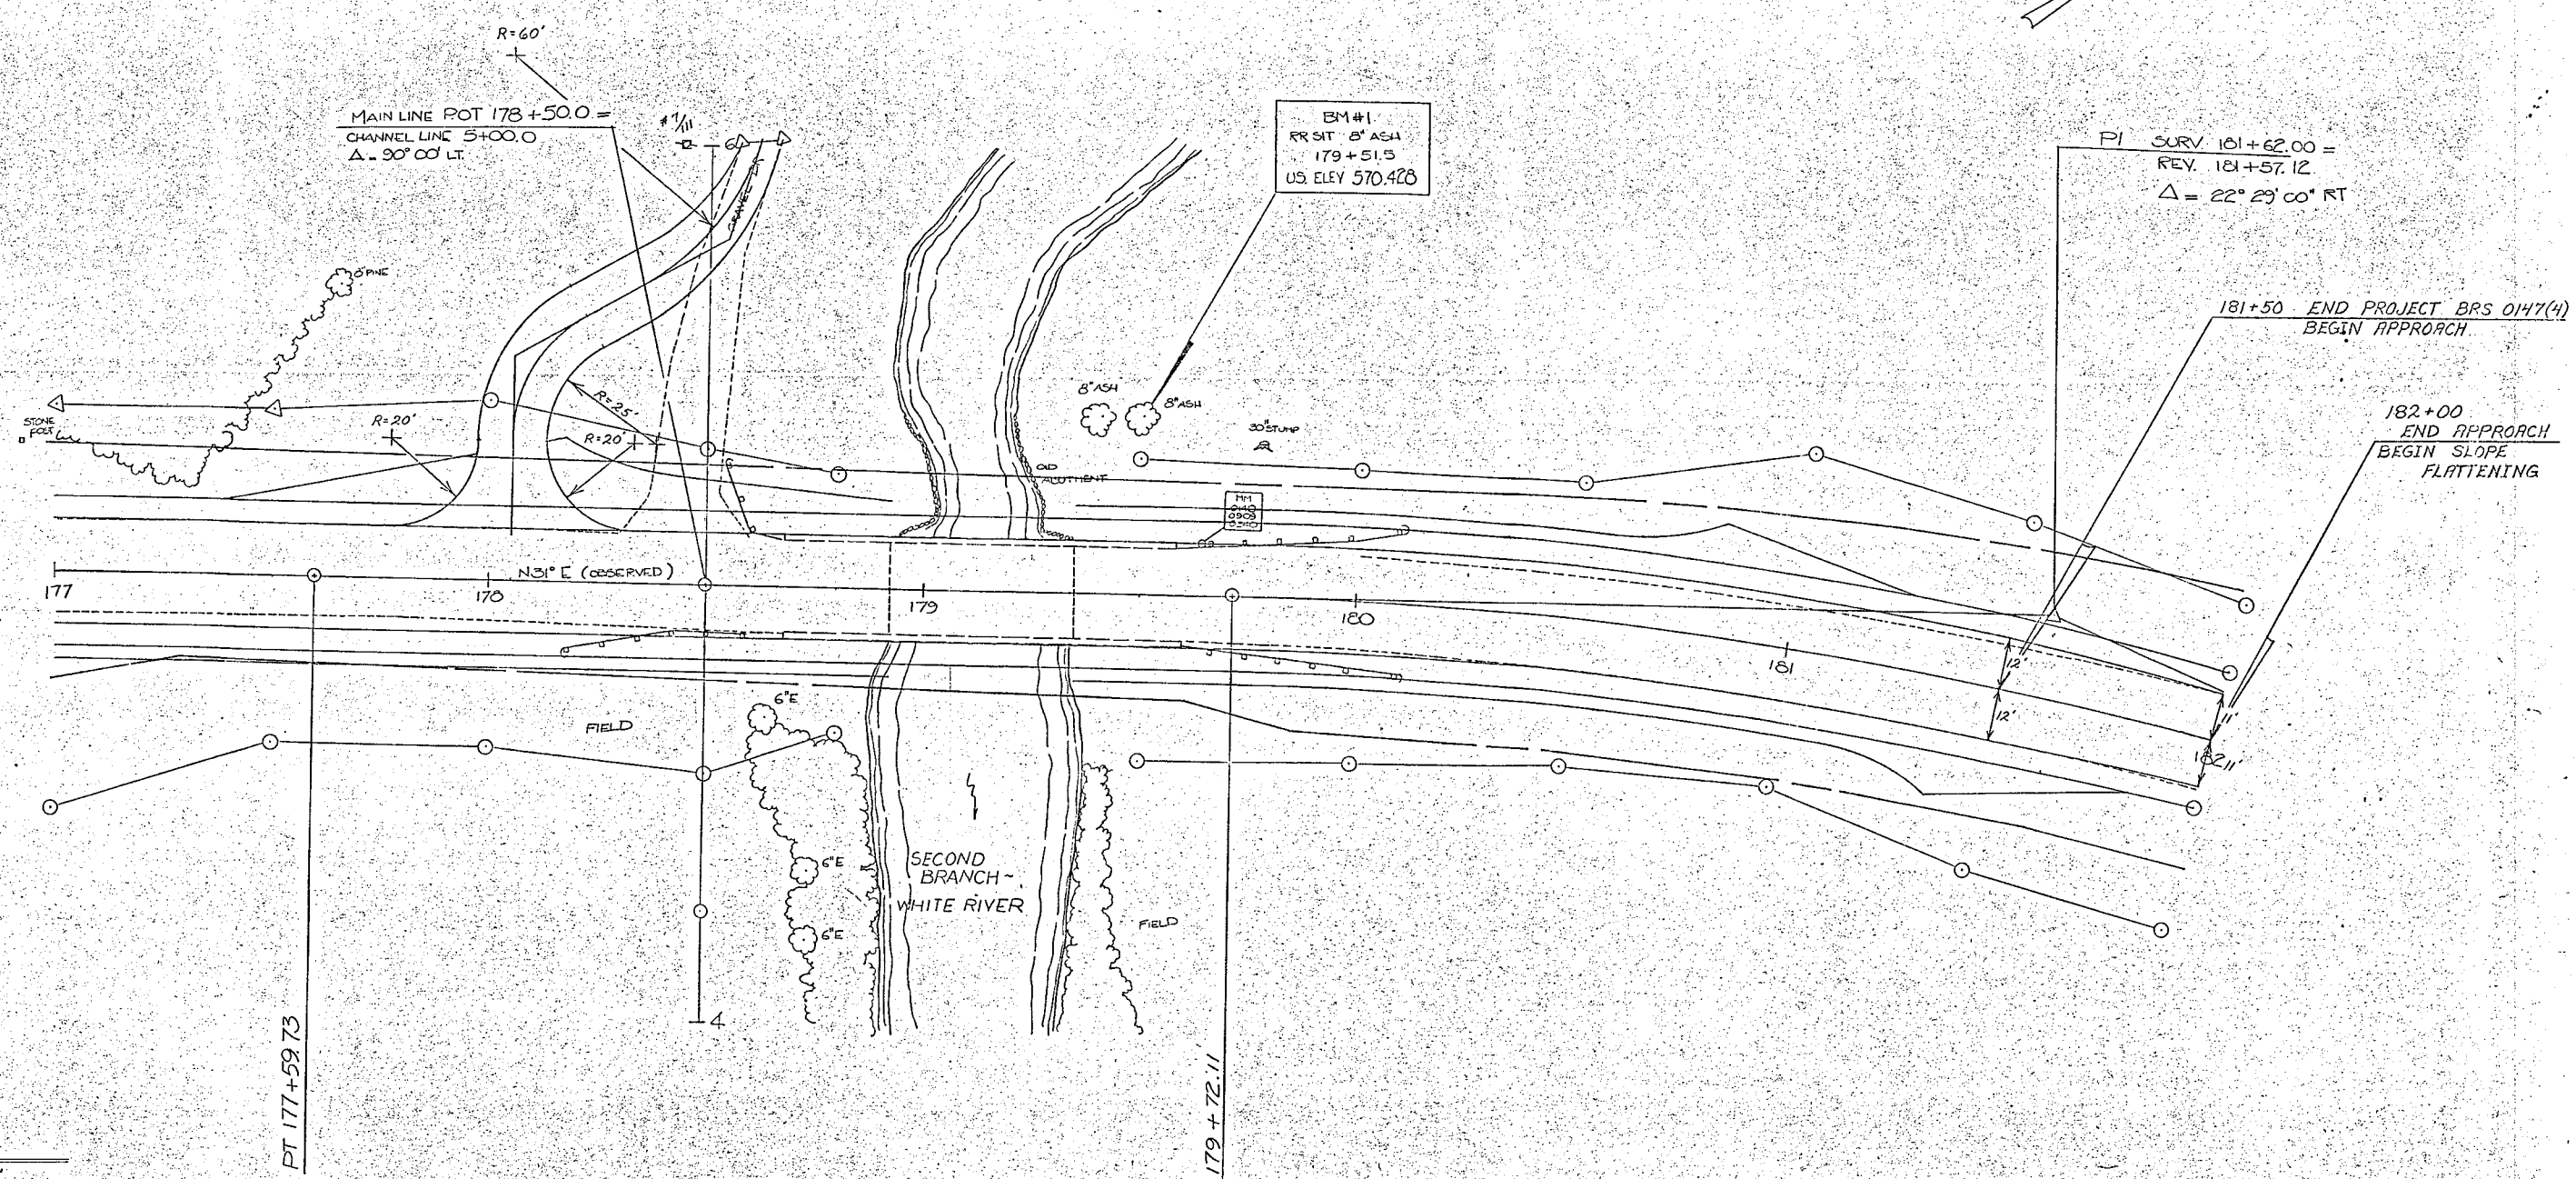 R=60'
MAIN LINE POT 178+50.0 =
CHANNEL LINE 5+00.0
Δ = 90° 00' LT.
6
GRAVEL
BM #1
RR SIT 8" ASH
179+51.5
US. ELEV 570.428
PI SURV. 181+62.00 =
REV. 181+57.12
Δ = 22° 29' 00" RT
181+50 END PROJECT BRS 0147(4)
BEGIN APPROACH
182+00
END APPROACH
BEGIN SLOPE
FLATTENING
8" PINE
STONE
POST
R=20'
R=25'
R=20'
8" ASH
8" ASH
30" STUMP
OLD
ABUTMENT
MM
N31° E (OBSERVED)
177
178
179
180
181
182
12'
12'
11'
11'
FIELD
6"E
6"E
6"E
SECOND
BRANCH ~
WHITE RIVER
FIELD
4
PT 177+59.73
179+72.11